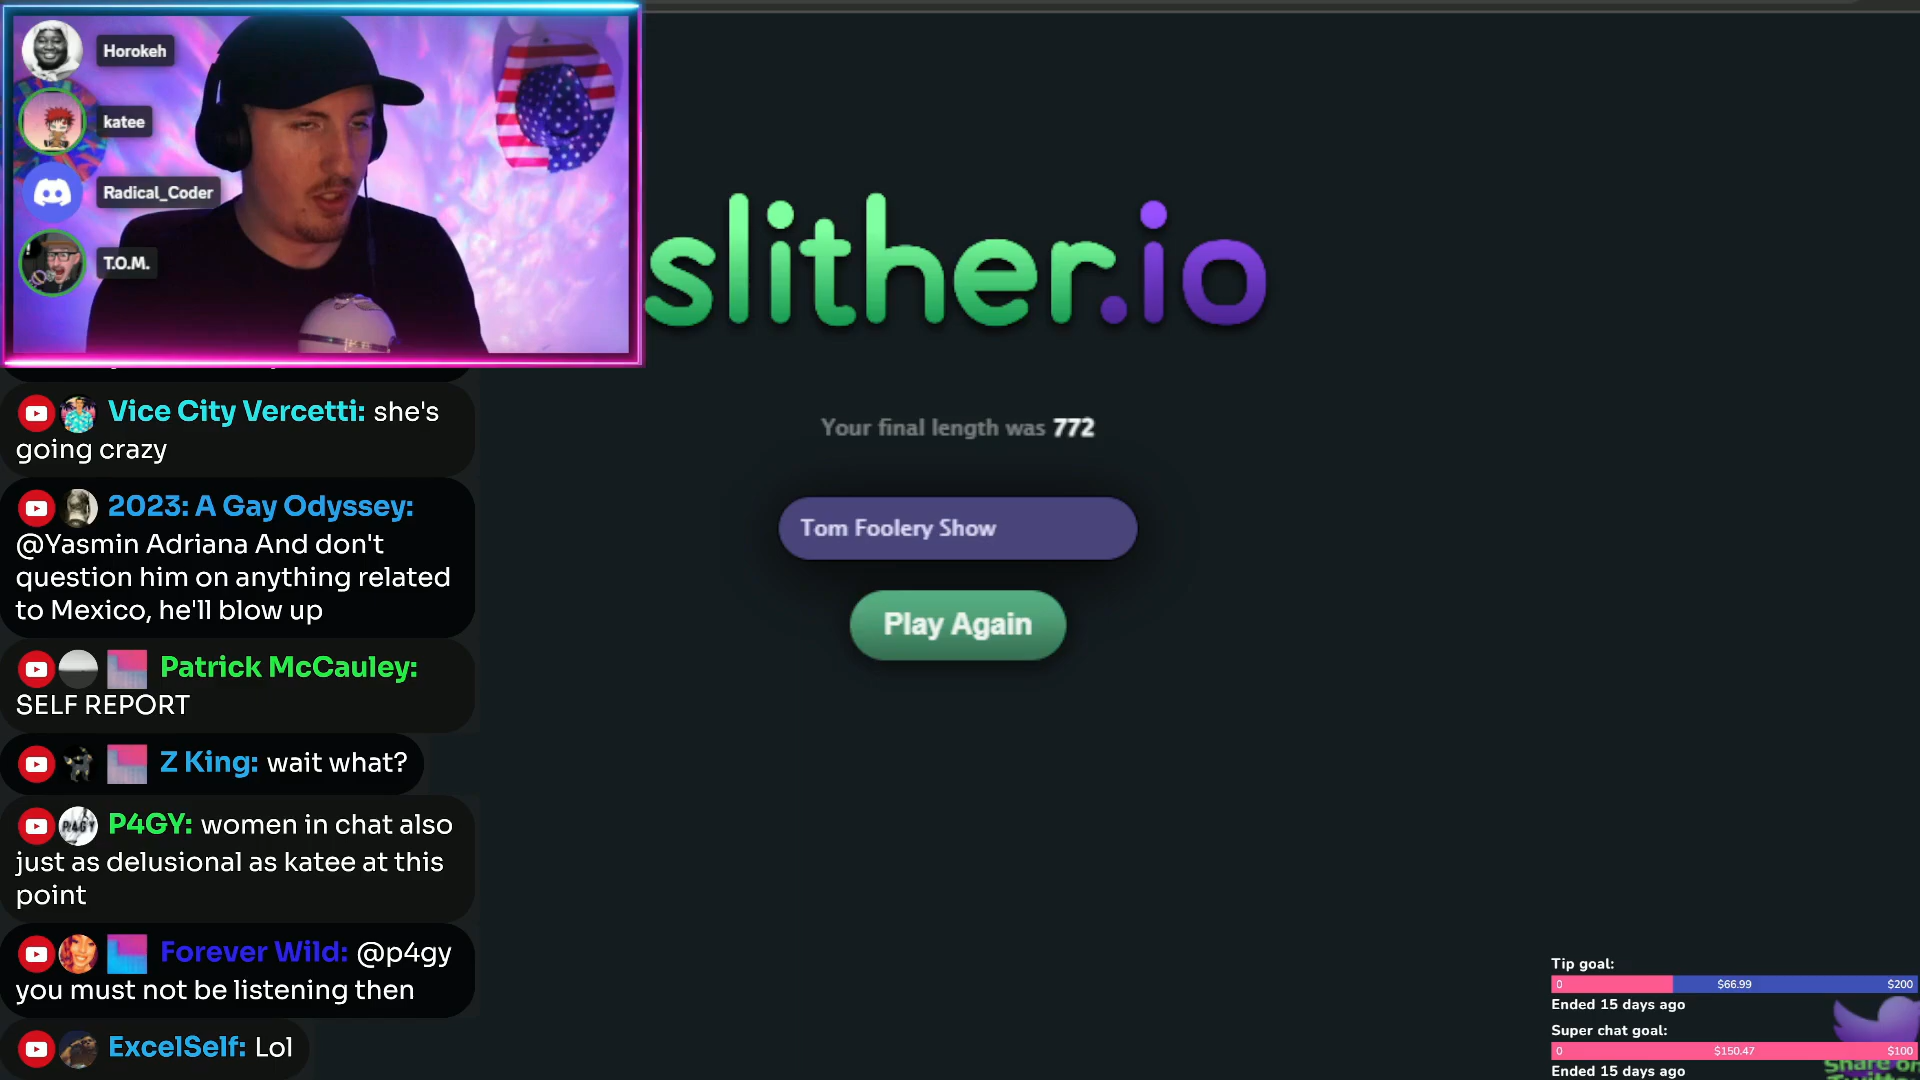 Horokeh
katee
Radical_Coder
T.O.M.
slither.io
Your final length was 772
Tom Foolery Show
Play Again
Vice City Vercetti: she's
going crazy
2023: A Gay Odyssey:
@Yasmin Adriana And don't
question him on anything related
to Mexico, he'll blow up
Patrick McCauley:
SELF REPORT
Z King: wait what?
P4GY: women in chat also
just as delusional as katee at this
point
Forever Wild: @p4gy
you must not be listening then
ExcelSelf: Lol
Tip goal:
0 $66.99 $200
Ended 15 days ago
Super chat goal:
0 $150.47 $100
Ended 15 days ago
Share on